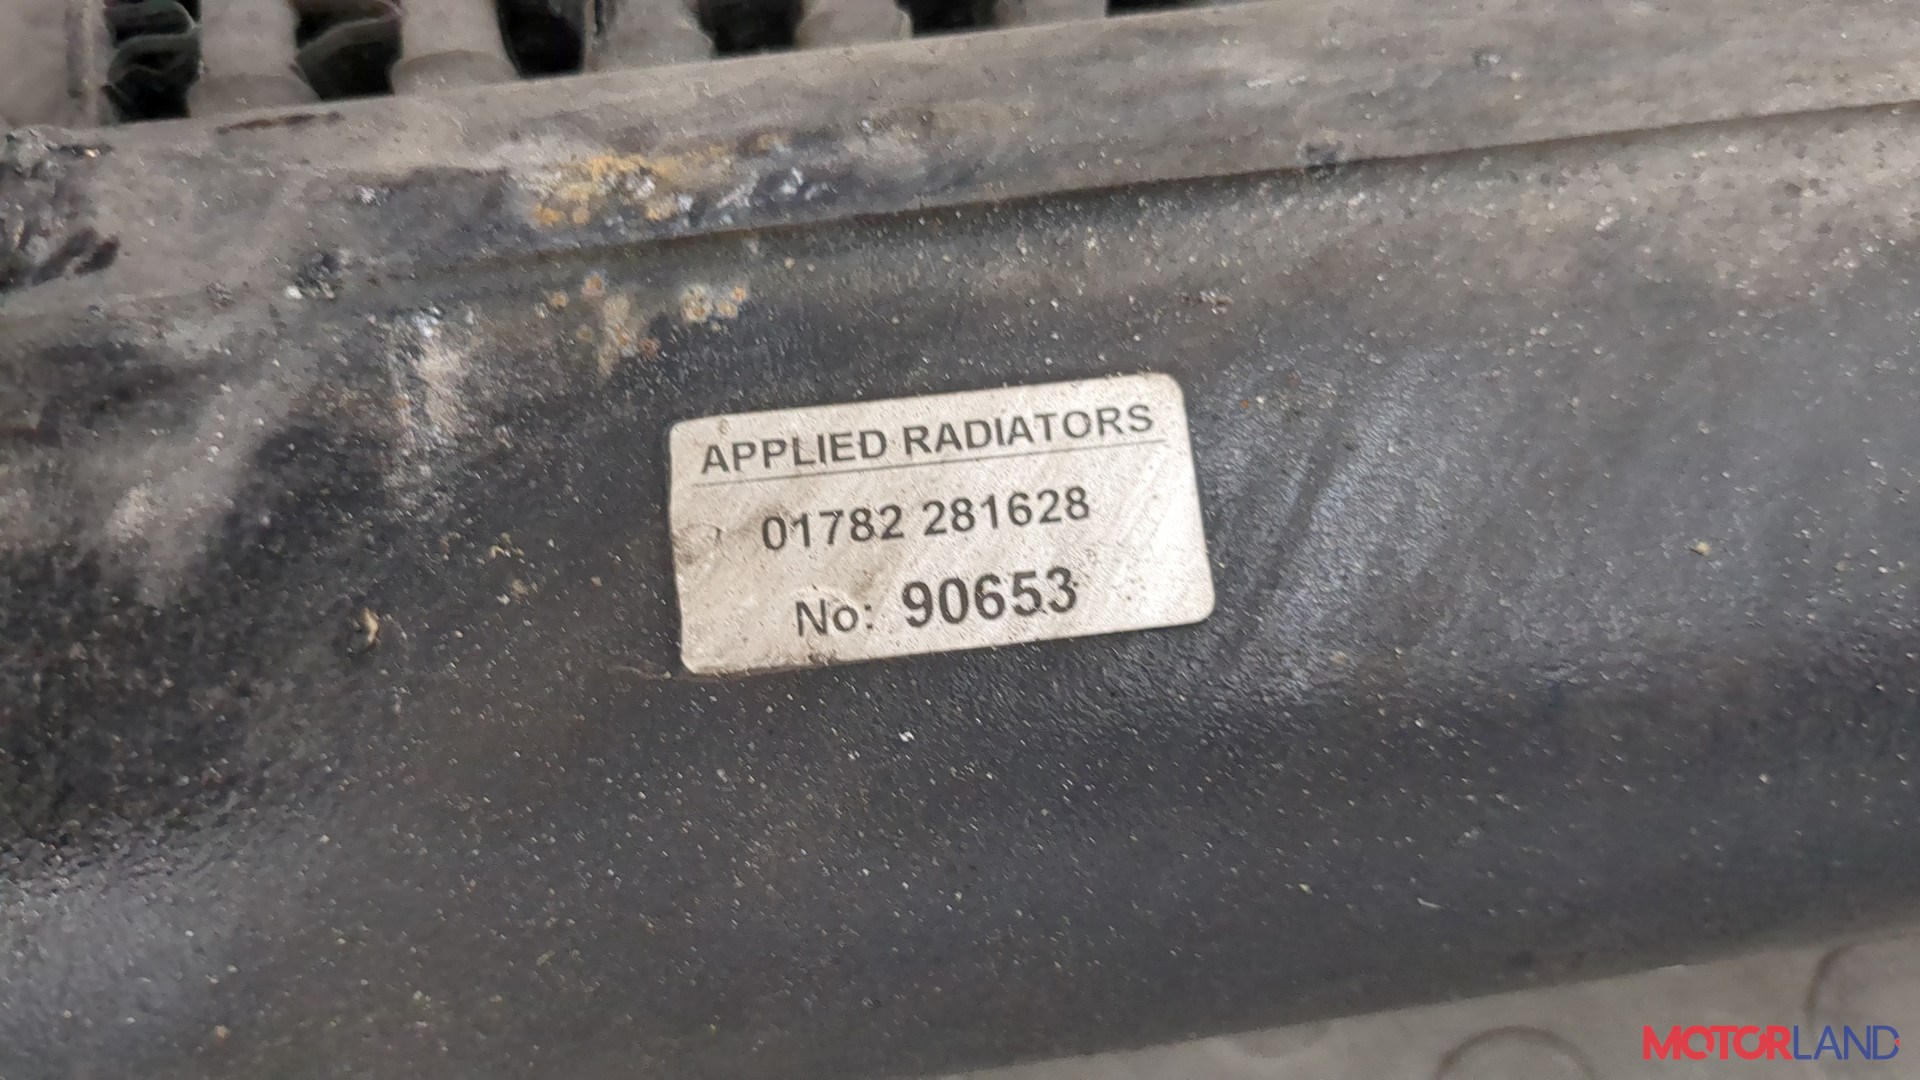 APPLIED RADIATORS
01782 281628
No: 90653
MOTORLAND